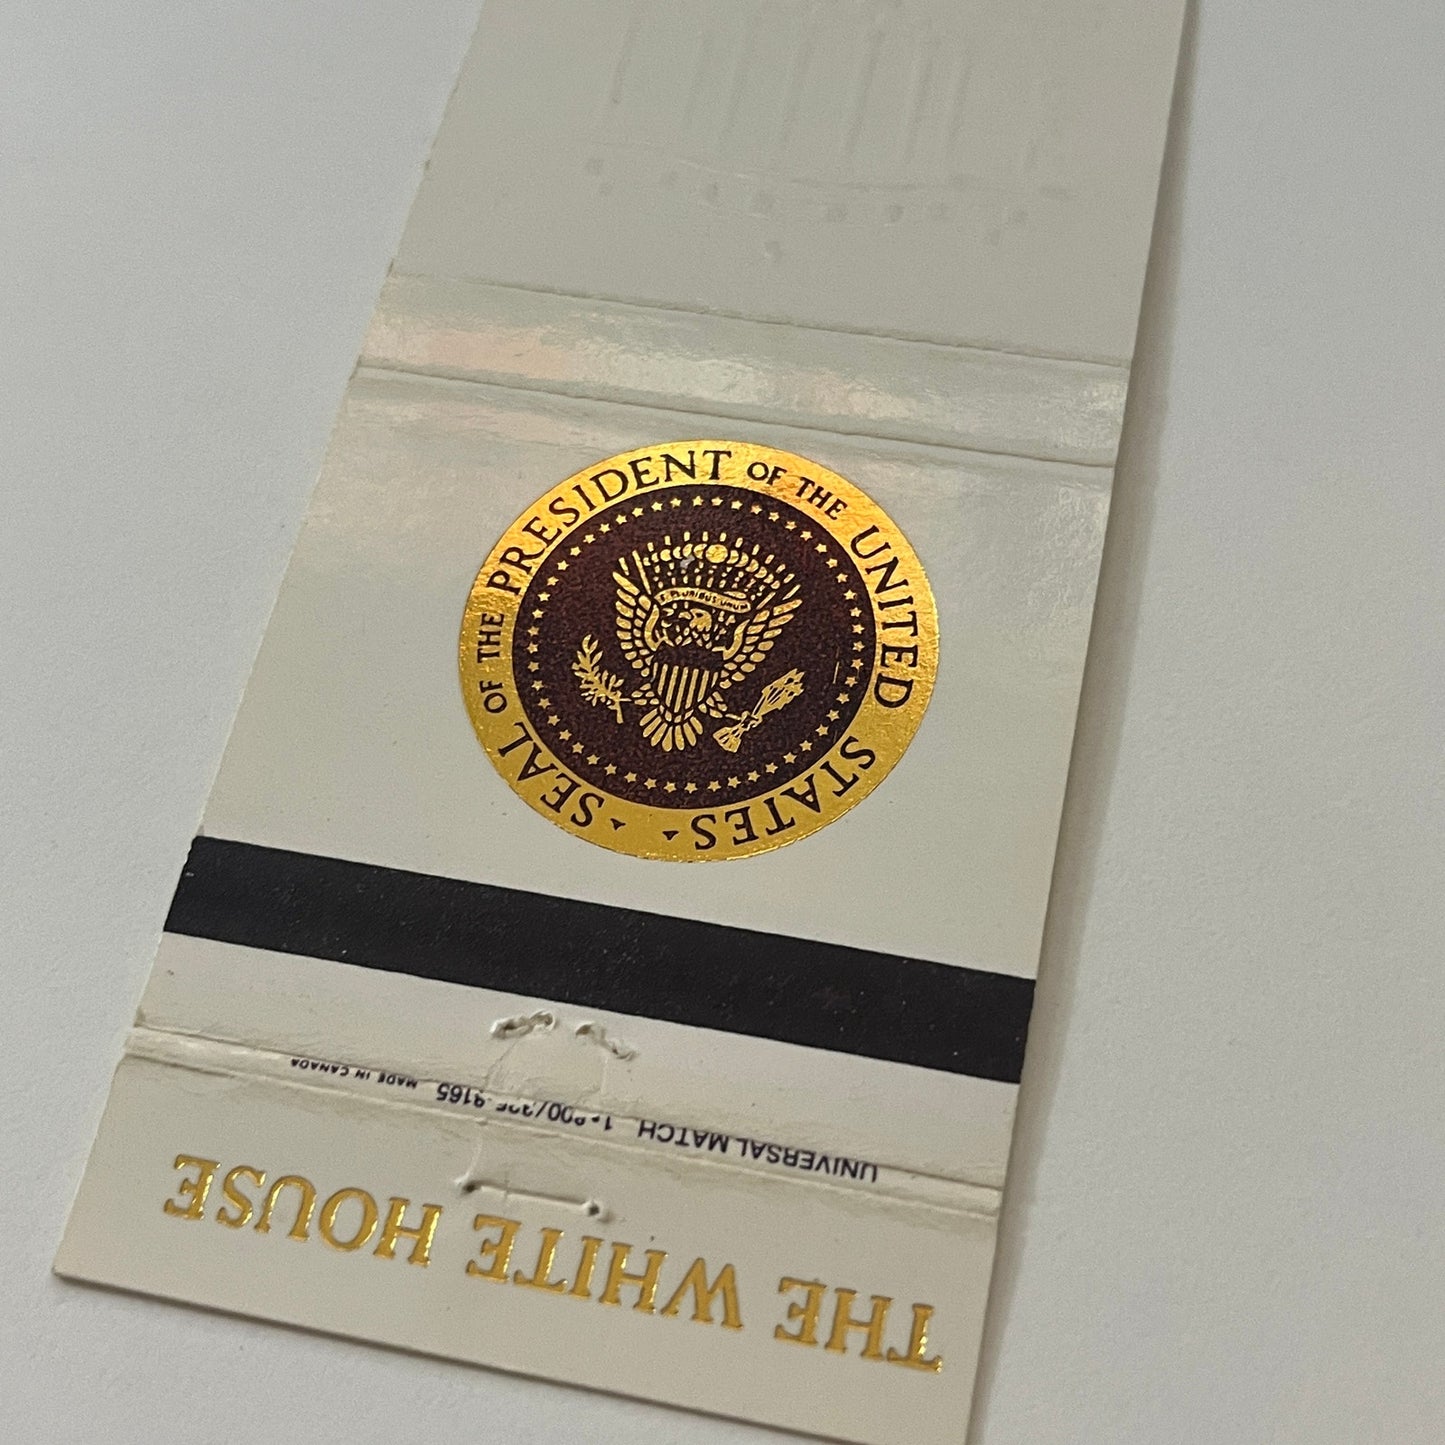 SEAL OF THE PRESIDENT OF THE UNITED STATES
E PLURIBUS UNUM
UNIVERSAL MATCH 1-800/325-9165 MADE IN CANADA
THE WHITE HOUSE